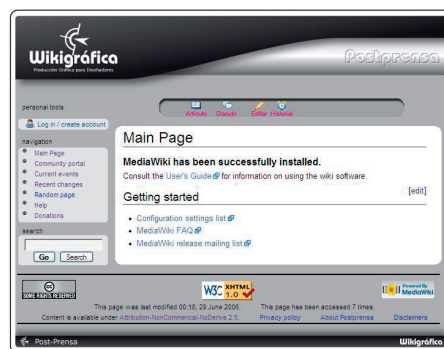 Wikigráfica
Producción Gráfica para Diseñadores
Postprensa
personal tools
Log in / create account
Artículo Discutir Editar Historial
navigation
Main Page
Community portal
Current events
Recent changes
Random page
Help
Donations
search
Go Search
Main Page
MediaWiki has been successfully installed.
Consult the User's Guide for information on using the wiki software.
[edit]
Getting started
Configuration settings list
MediaWiki FAQ
MediaWiki release mailing list
cc
SOME RIGHTS RESERVED
W3C XHTML 1.0
Powered By MediaWiki
This page was last modified 00:18, 29 June 2008. This page has been accessed 7 times.
Content is available under Attribution-NonCommercial-NoDerivs 2.5. Privacy policy About Postprensa Disclaimers
Post-Prensa
Wikigráfica